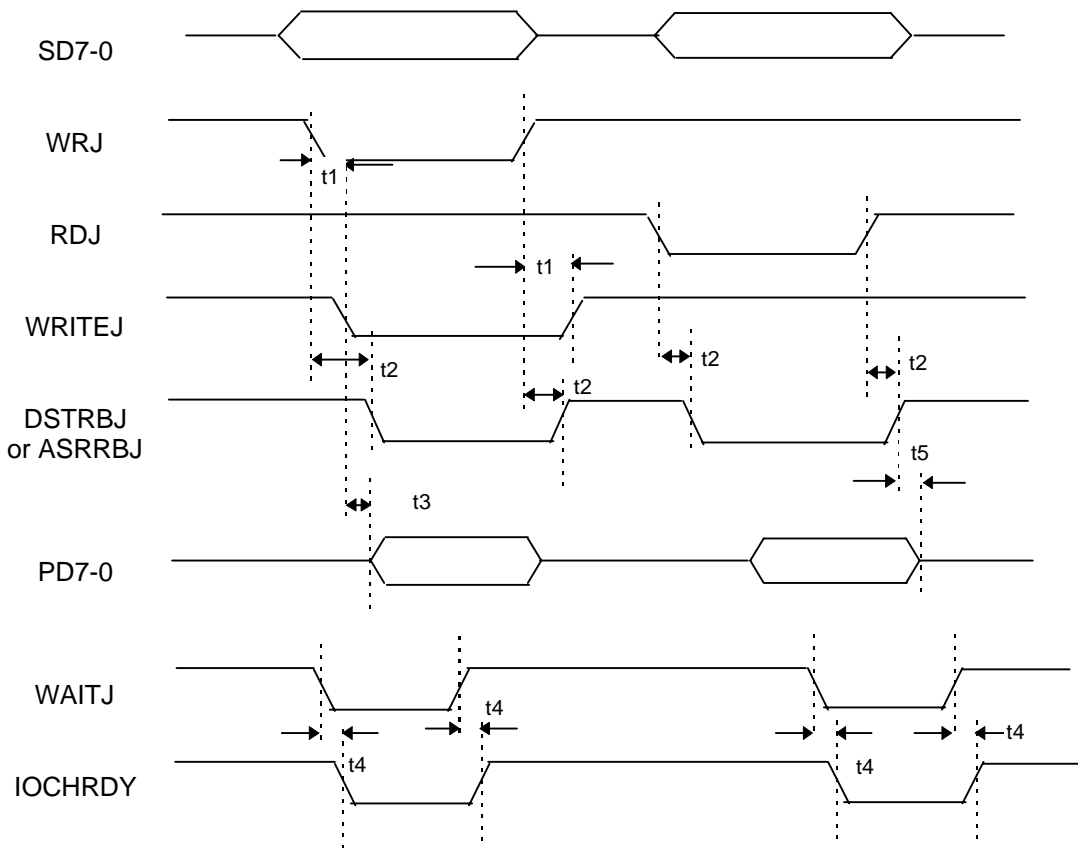 SD7-0
WRJ
t1
RDJ
t1
WRITEJ
t2
t2
t2
t2
DSTRBJ
or ASRRBJ
t5
t3
PD7-0
WAITJ
t4
t4
t4
t4
IOCHRDY